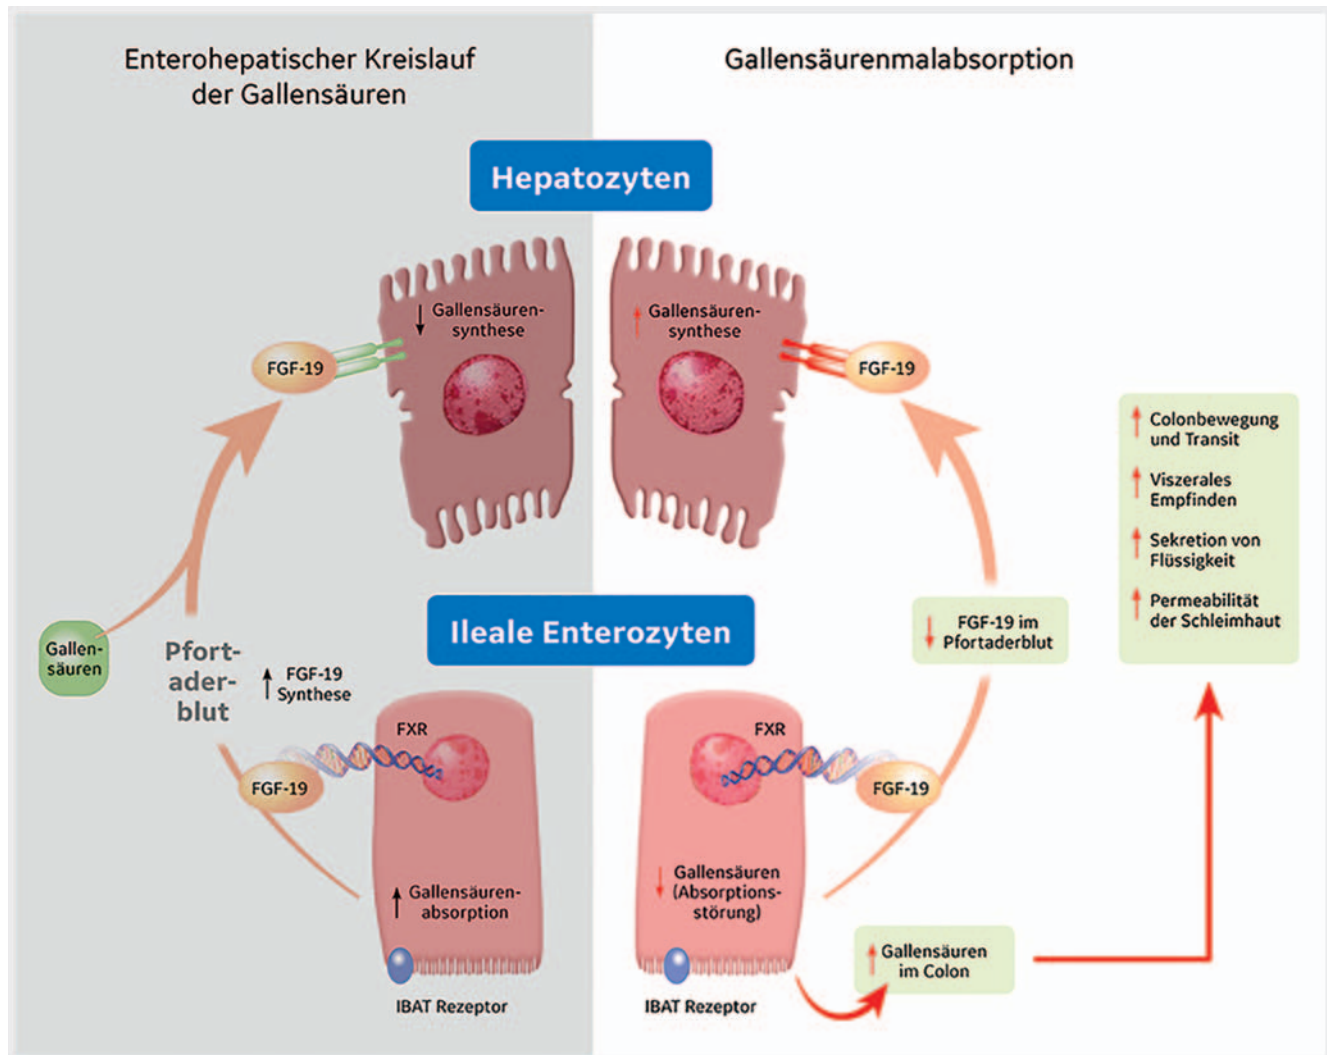 Enterohepatischer Kreislauf
der Gallensäuren
Gallensäurenmalabsorption
Hepatozyten
↓ Gallensäuren-
synthese
FGF-19
↑ Gallensäuren-
synthese
FGF-19
↑ Colonbewegung
und Transit
↑ Viszerales
Empfinden
↑ Sekretion von
Flüssigkeit
↑ Permeabilität
der Schleimhaut
Ileale Enterozyten
Gallen-
säuren
Pfort-
ader-
blut
↑ FGF-19
Synthese
↓ FGF-19 im
Pfortaderblut
FXR
FGF-19
↑ Gallensäuren-
absorption
IBAT Rezeptor
FXR
FGF-19
↓ Gallensäuren
(Absorptions-
störung)
IBAT Rezeptor
↑ Gallensäuren
im Colon